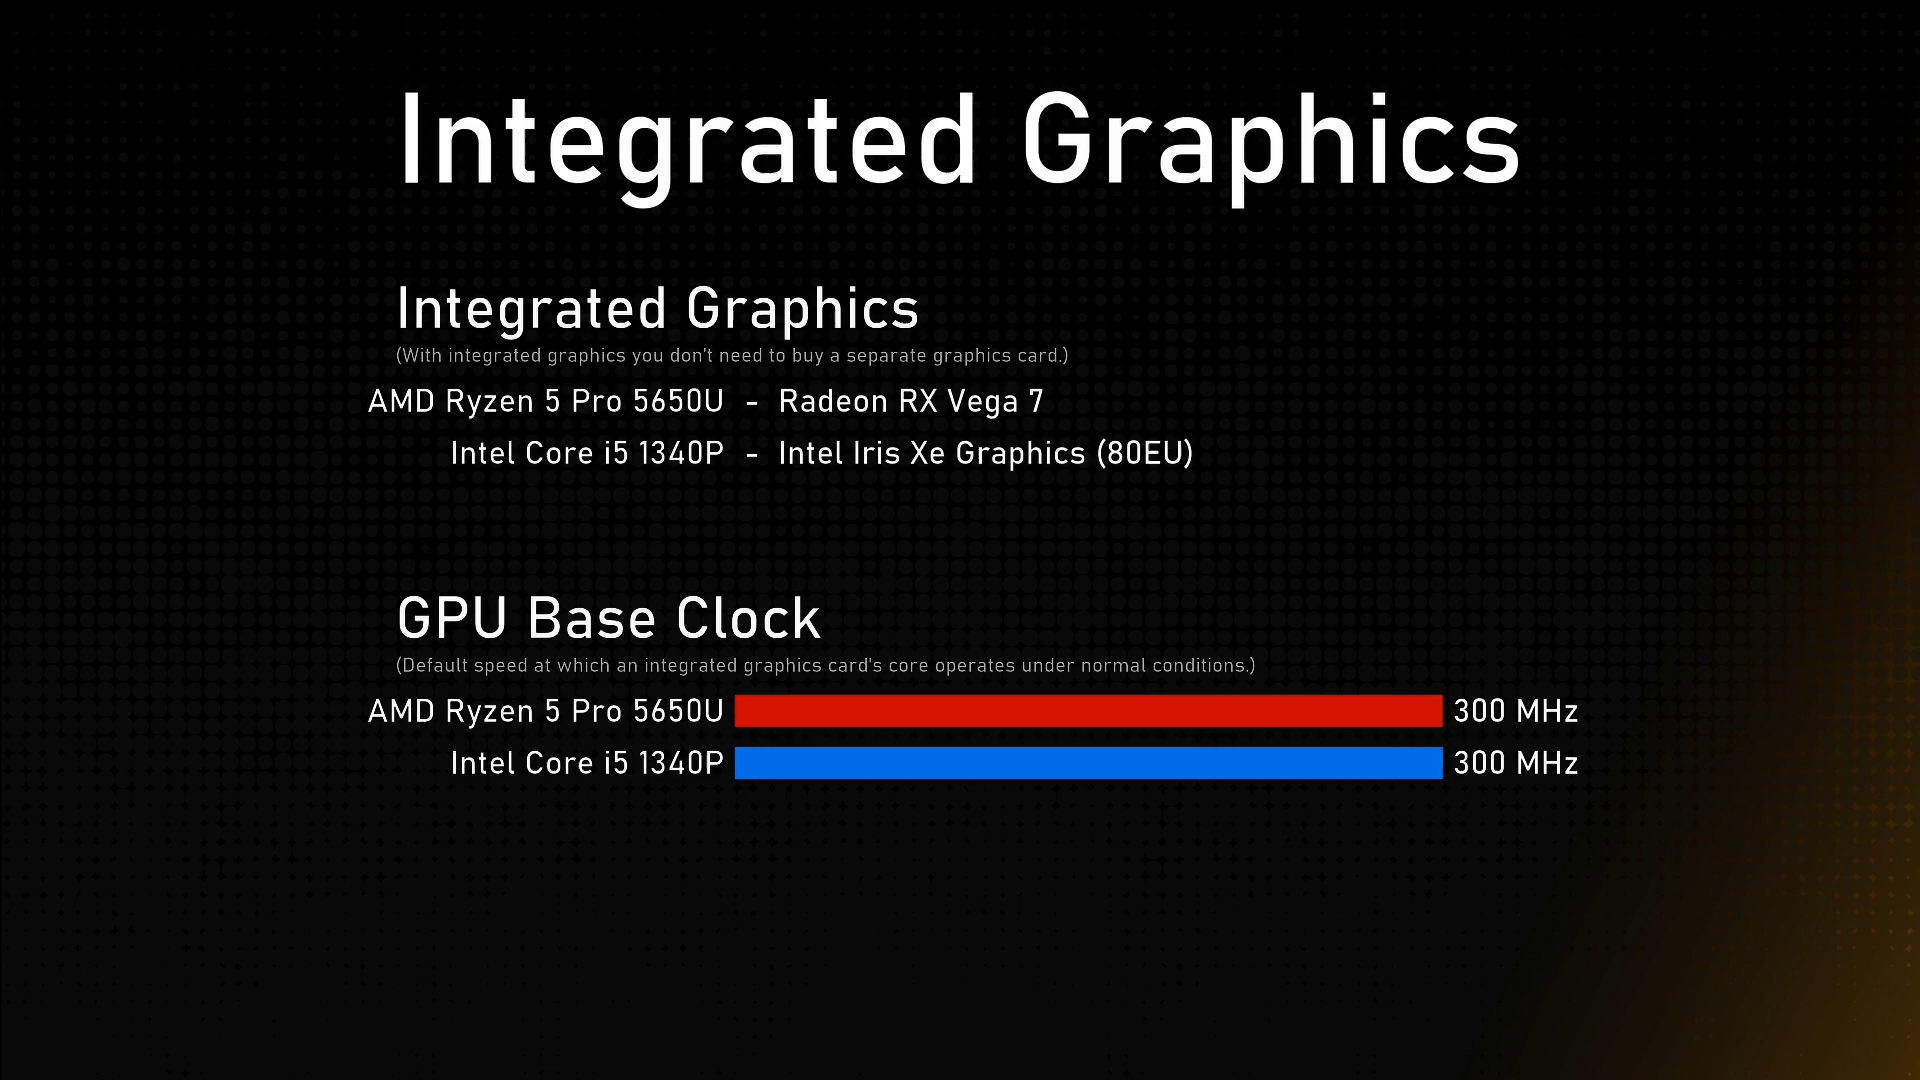 Integrated Graphics
Integrated Graphics
(With integrated graphics you don't need to buy a separate graphics card.)
AMD Ryzen 5 Pro 5650U - Radeon RX Vega 7
Intel Core i5 1340P - Intel Iris Xe Graphics (80EU)
GPU Base Clock
(Default speed at which an integrated graphics card's core operates under normal conditions.)
AMD Ryzen 5 Pro 5650U 300 MHz
Intel Core i5 1340P 300 MHz